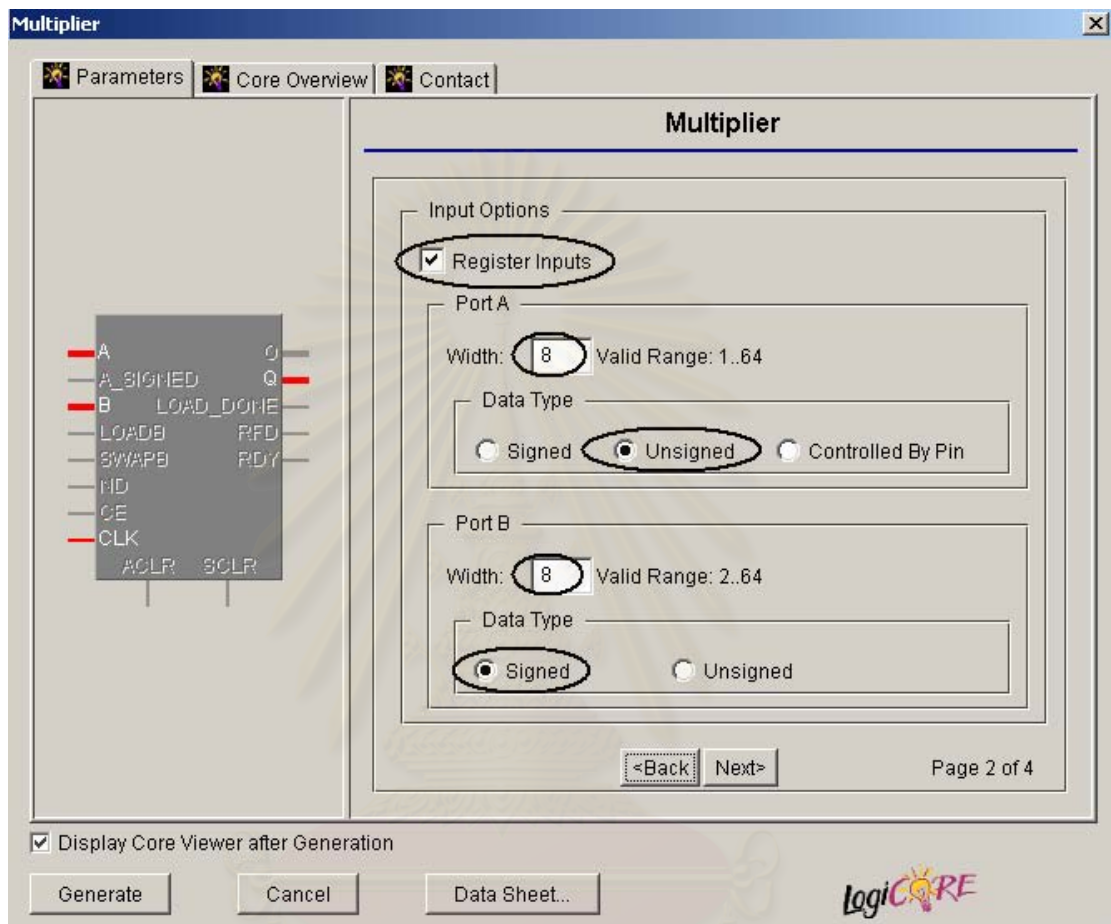 Multiplier
Parameters Core Overview Contact
Multiplier
Input Options
Register Inputs
Port A
Width: 8 Valid Range: 1..64
Data Type
Signed Unsigned Controlled By Pin
Port B
Width: 8 Valid Range: 2..64
Data Type
Signed Unsigned
<Back Next> Page 2 of 4
A O
A_SIGNED Q
B LOAD_DONE
LOADB RFD
SWAPB RDY
ND
CE
CLK
ACLR SCLR
Display Core Viewer after Generation
Generate Cancel Data Sheet...
LogiCORE